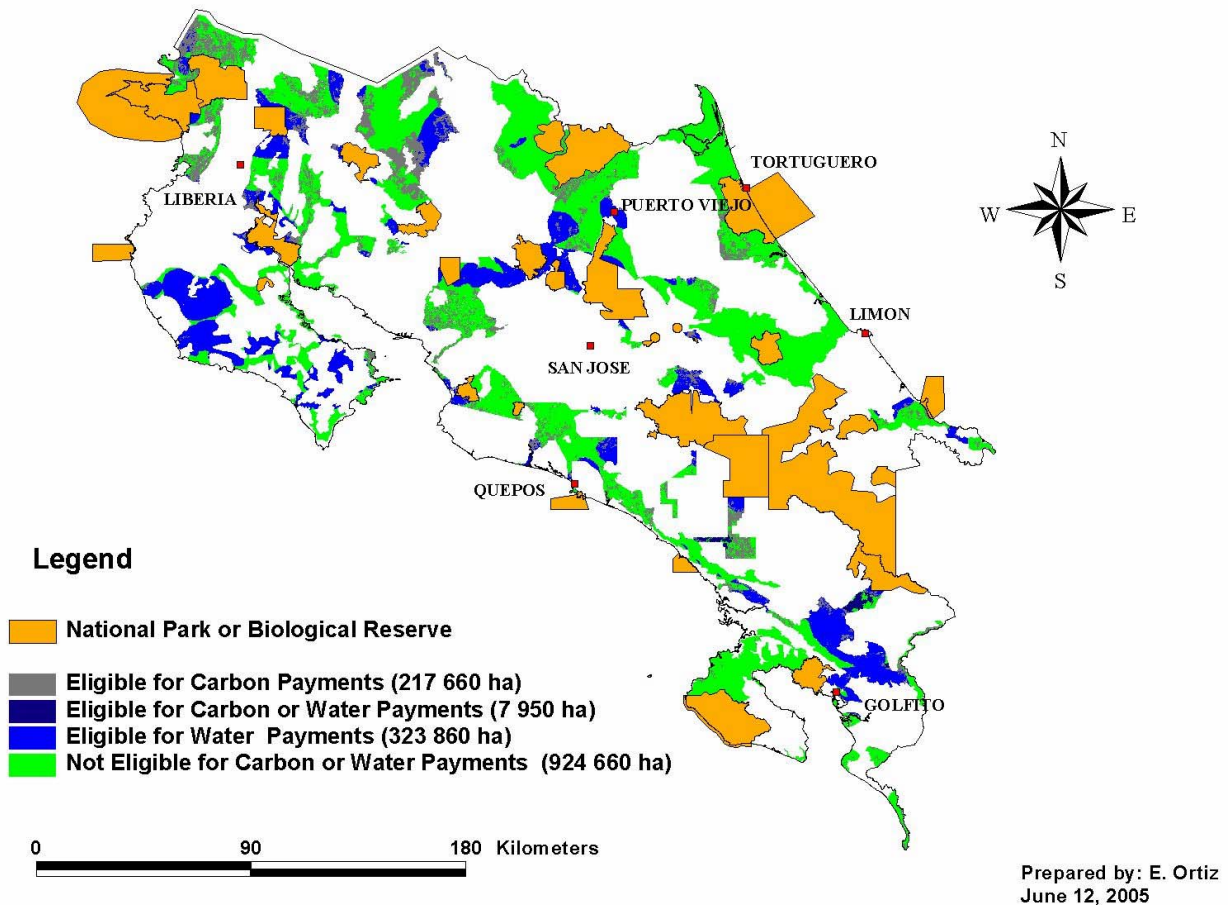 N
W E
S
TORTUGUERO
LIBERIA
PUERTO VIEJO
LIMON
SAN JOSE
QUEPOS
GOLFITO
Legend
National Park or Biological Reserve
Eligible for Carbon Payments (217 660 ha)
Eligible for Carbon or Water Payments (7 950 ha)
Eligible for Water Payments (323 860 ha)
Not Eligible for Carbon or Water Payments (924 660 ha)
0 90 180 Kilometers
Prepared by: E. Ortiz
June 12, 2005